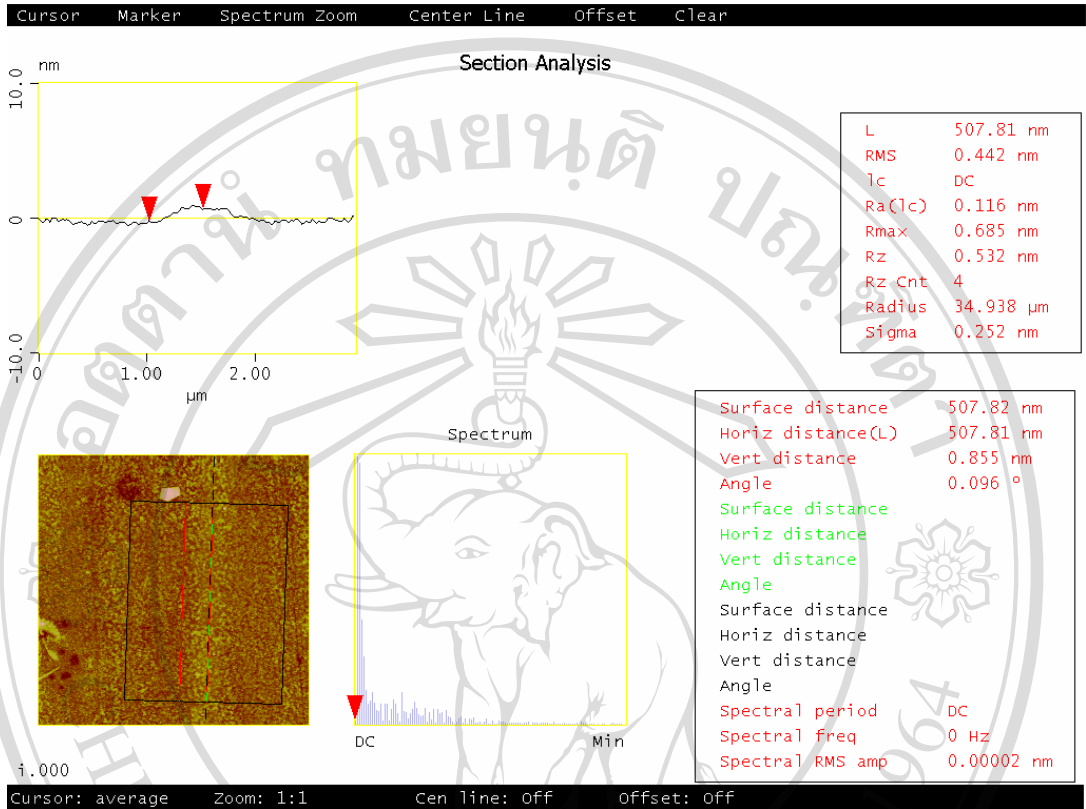 Cursor Marker Spectrum Zoom Center Line Offset Clear
Section Analysis
nm
10.0
0
-10.0
0 1.00 2.00
µm
L 507.81 nm
RMS 0.442 nm
lc DC
Ra(lc) 0.116 nm
Rmax 0.685 nm
Rz 0.532 nm
Rz Cnt 4
Radius 34.938 µm
Sigma 0.252 nm
Surface distance 507.82 nm
Horiz distance(L) 507.81 nm
Vert distance 0.855 nm
Angle 0.096 °
Surface distance
Horiz distance
Vert distance
Angle
Surface distance
Horiz distance
Vert distance
Angle
Spectral period DC
Spectral freq 0 Hz
Spectral RMS amp 0.00002 nm
Spectrum
DC Min
i.000
Cursor: average Zoom: 1:1 Cen line: Off Offset: Off
1964